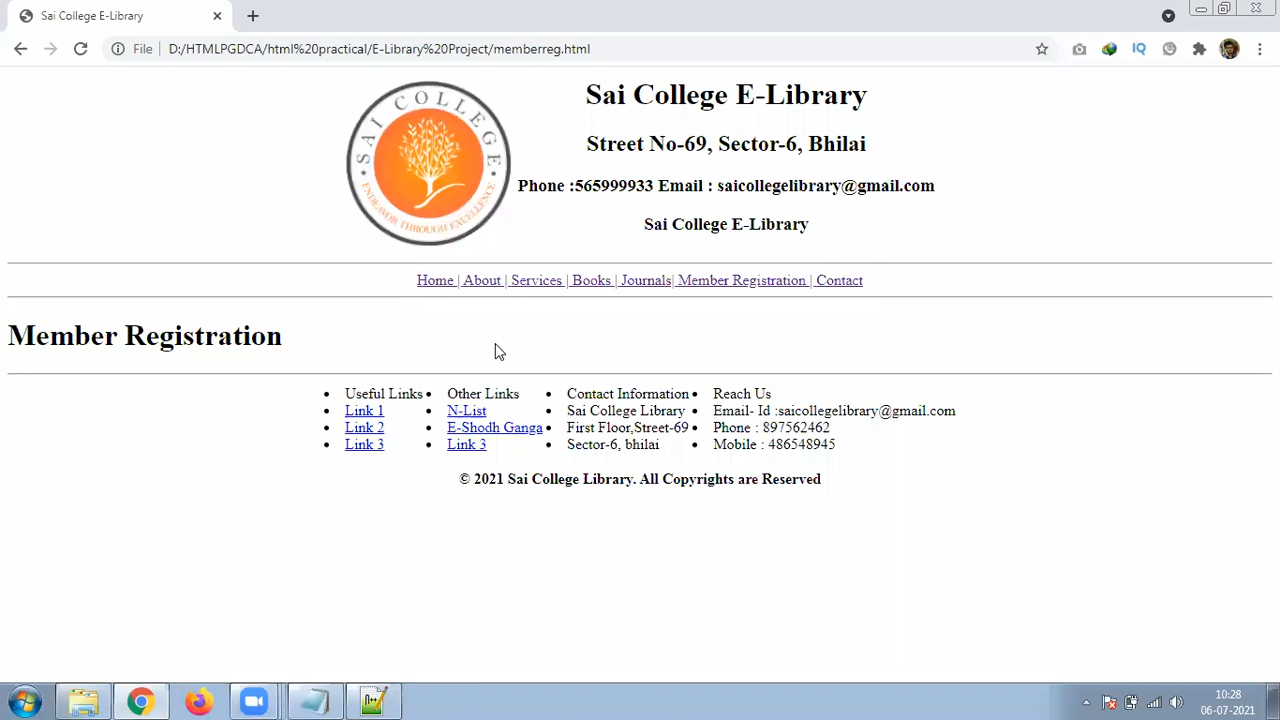 Sai College E-Library
File
D:/HTMLPGDCA/html%20practical/E-Library%20Project/memberreg.html
IQ
SAI COLLEGE
ENDEAVOR THROUGH EXCELLENCE
Sai College E-Library
Street No-69, Sector-6, Bhilai
Phone :565999933 Email : saicollegelibrary@gmail.com
Sai College E-Library
Home | About | Services | Books | Journals| Member Registration | Contact
Member Registration
Useful Links
Link 1
Link 2
Link 3
Other Links
N-List
E-Shodh Ganga
Link 3
Contact Information
Sai College Library
First Floor,Street-69
Sector-6, bhilai
Reach Us
Email- Id :saicollegelibrary@gmail.com
Phone : 897562462
Mobile : 486548945
© 2021 Sai College Library. All Copyrights are Reserved
10:28
06-07-2021